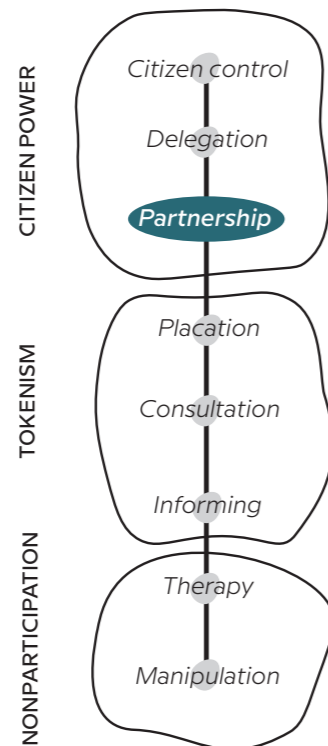 CITIZEN POWER
Citizen control
Delegation
Partnership
TOKENISM
Placation
Consultation
Informing
NONPARTICIPATION
Therapy
Manipulation